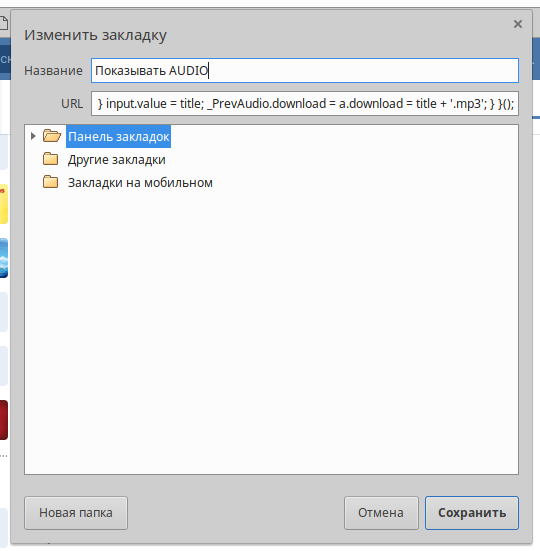 Изменить закладку
Название Показывать AUDIO
URL } input.value = title; _PrevAudio.download = a.download = title + '.mp3'; } }();
Панель закладок
Другие закладки
Закладки на мобильном
Новая папка Отмена Сохранить